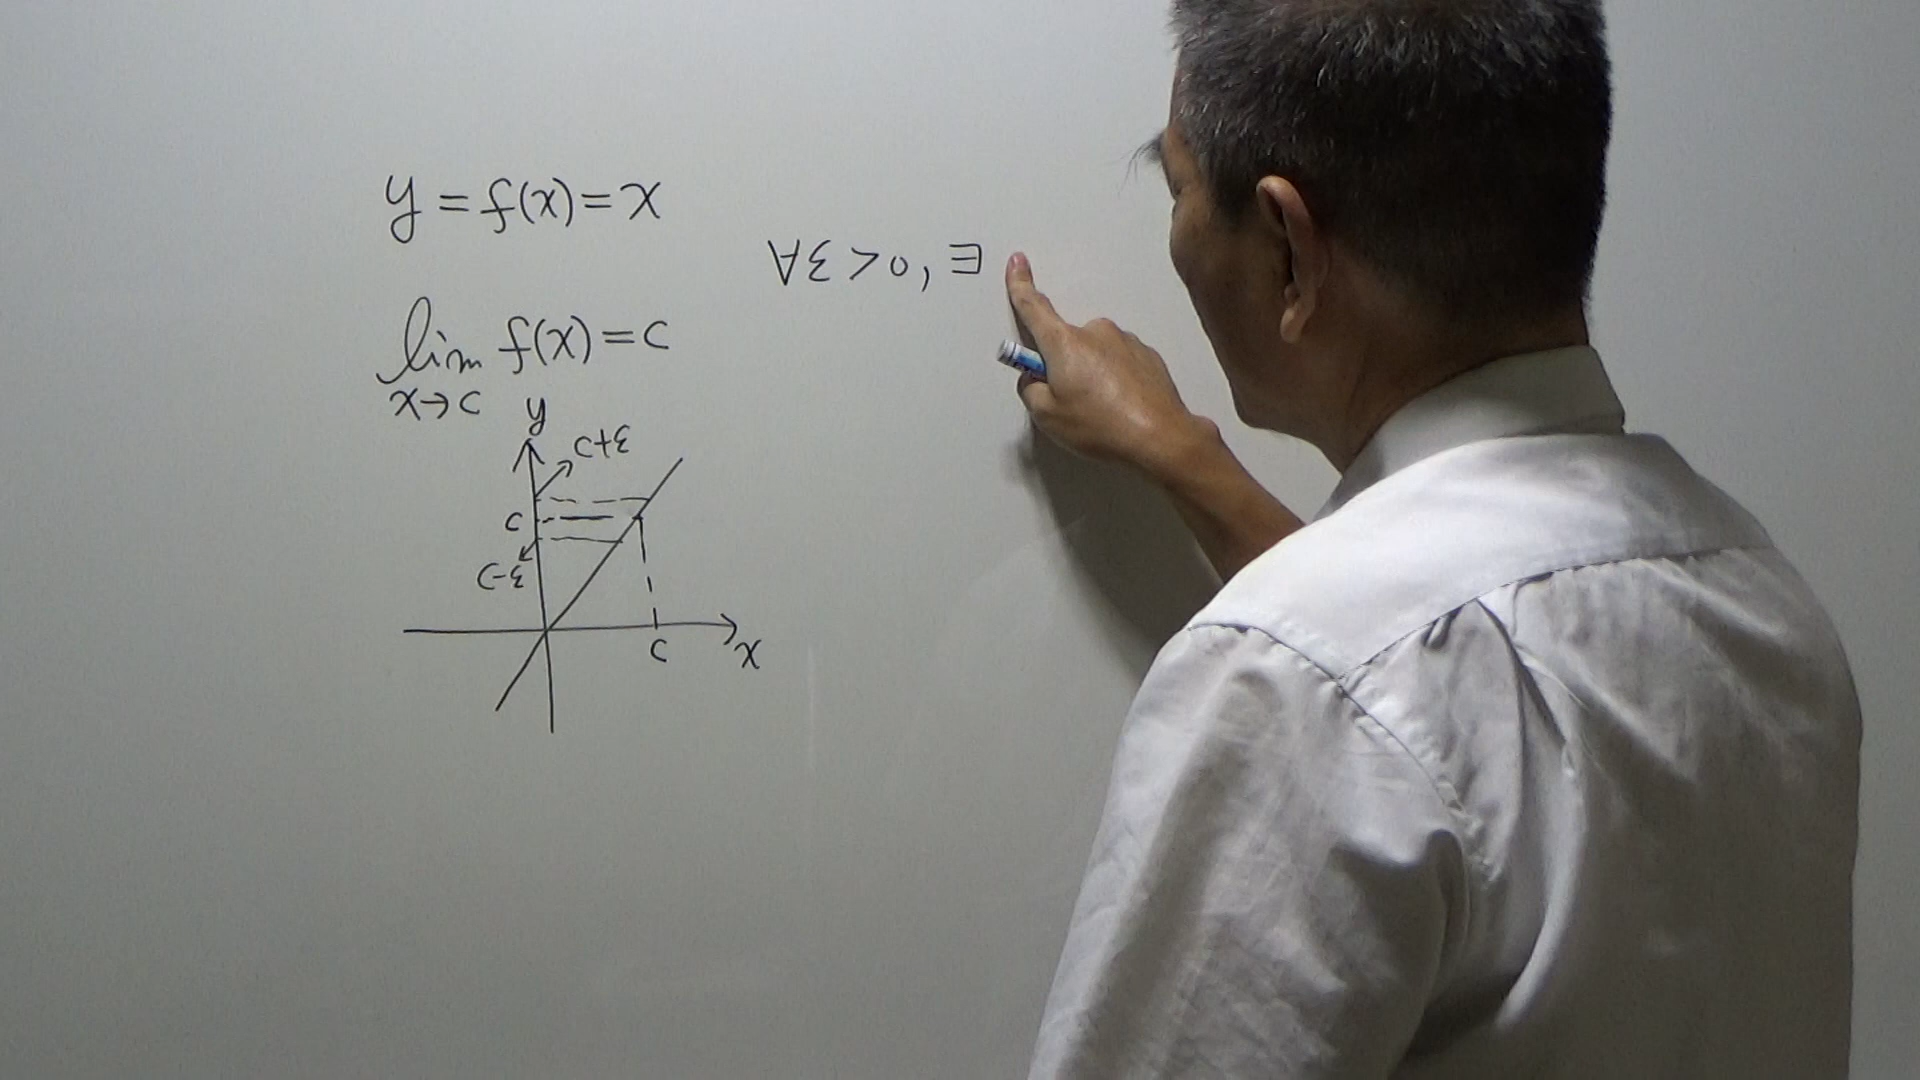 y = f(x) = x
∀ε > 0, ∃
lim f(x) = c
x→c
y
c+ε
c
c-ε
c
x